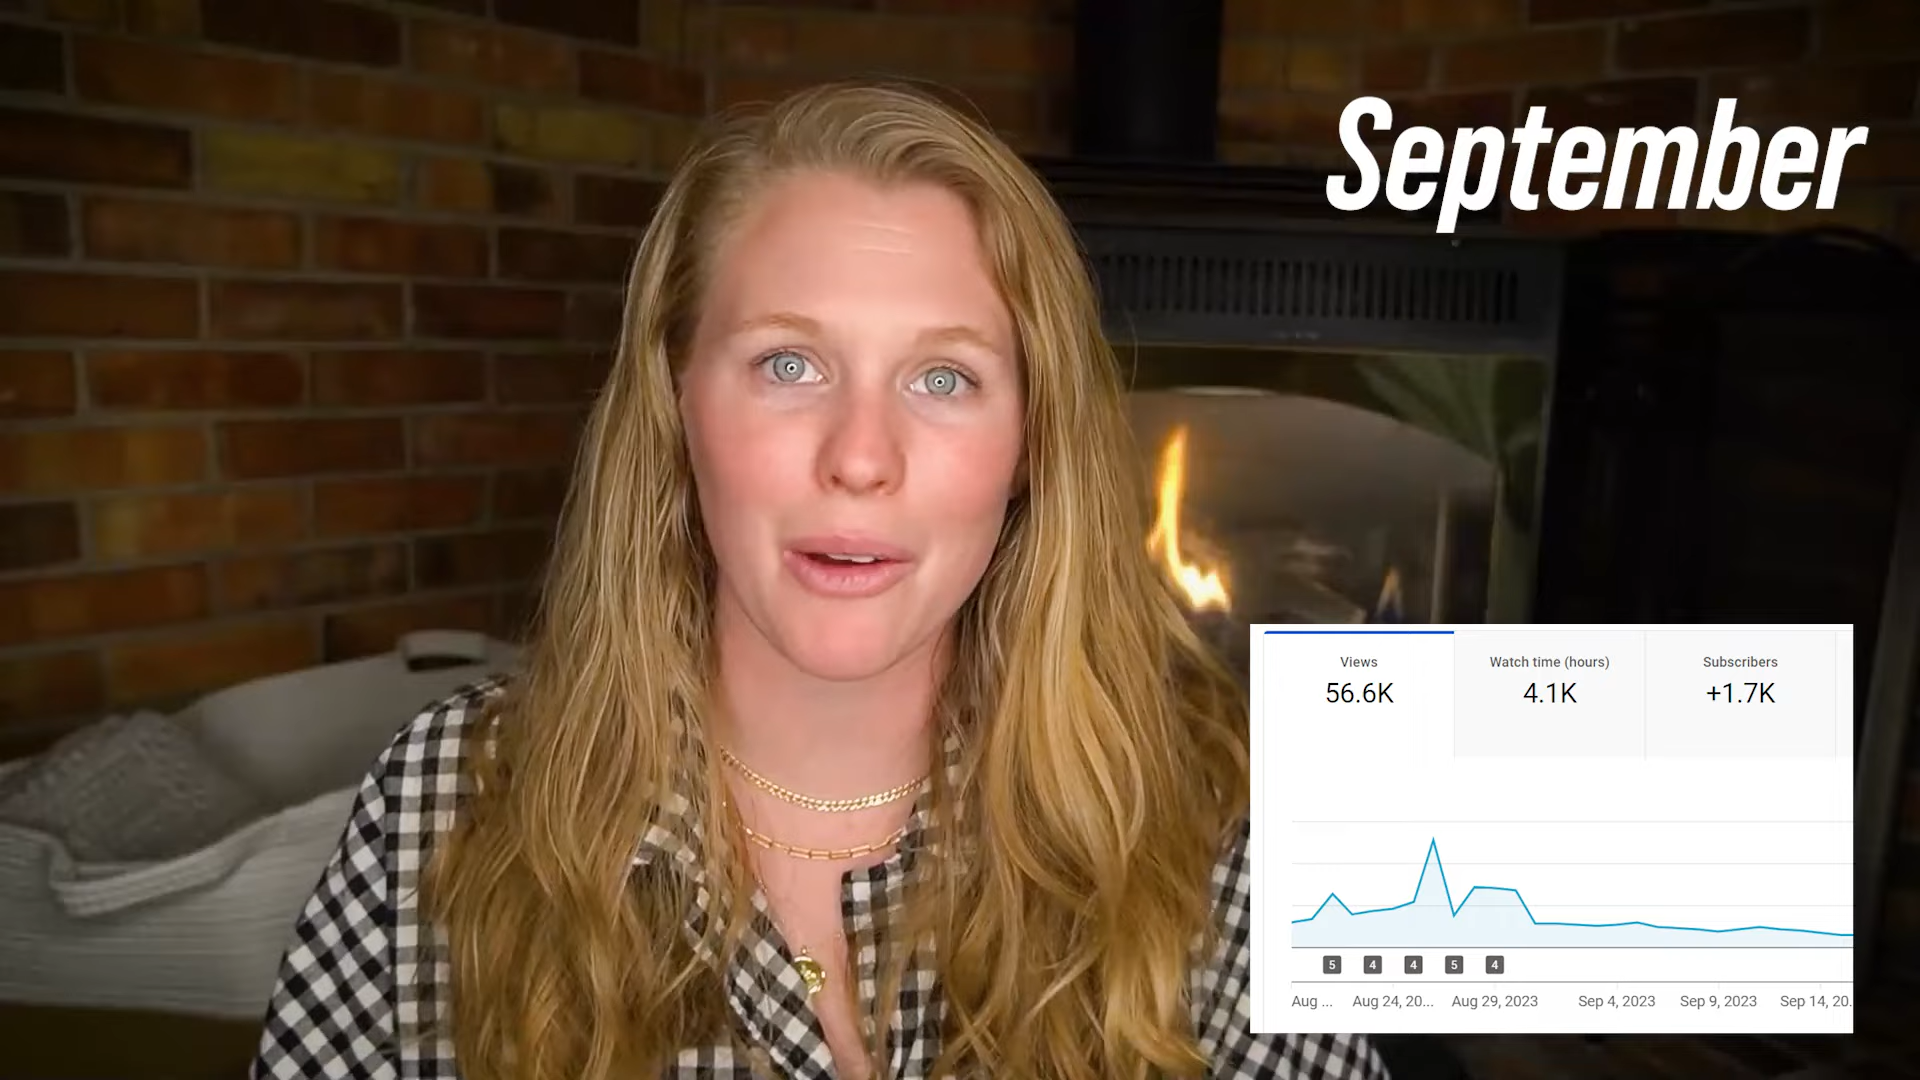 September
Views Watch time (hours) Subscribers
56.6K 4.1K +1.7K
5 4 4 5 4
Aug ... Aug 24, 20... Aug 29, 2023 Sep 4, 2023 Sep 9, 2023 Sep 14, 20.